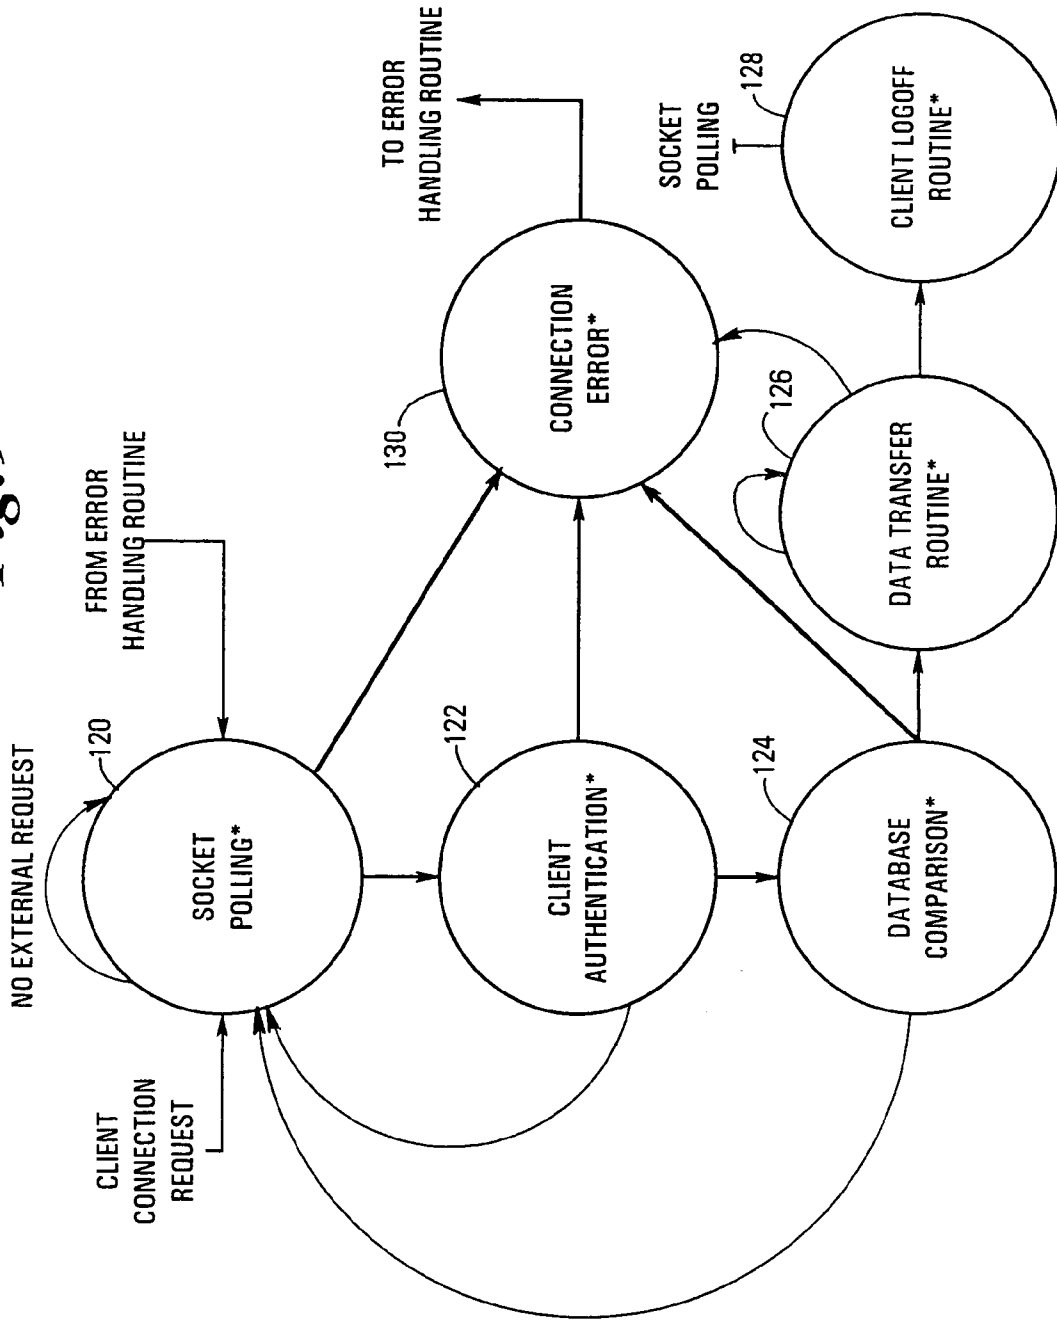 NO EXTERNAL REQUEST
FROM ERROR
HANDLING ROUTINE
TO ERROR
HANDLING ROUTINE
CLIENT
CONNECTION
REQUEST
120
SOCKET
POLLING*
130
CONNECTION
ERROR*
122
CLIENT
AUTHENTICATION*
SOCKET
POLLING
124
DATABASE
COMPARISON*
126
DATA TRANSFER
ROUTINE*
128
CLIENT LOGOFF
ROUTINE*